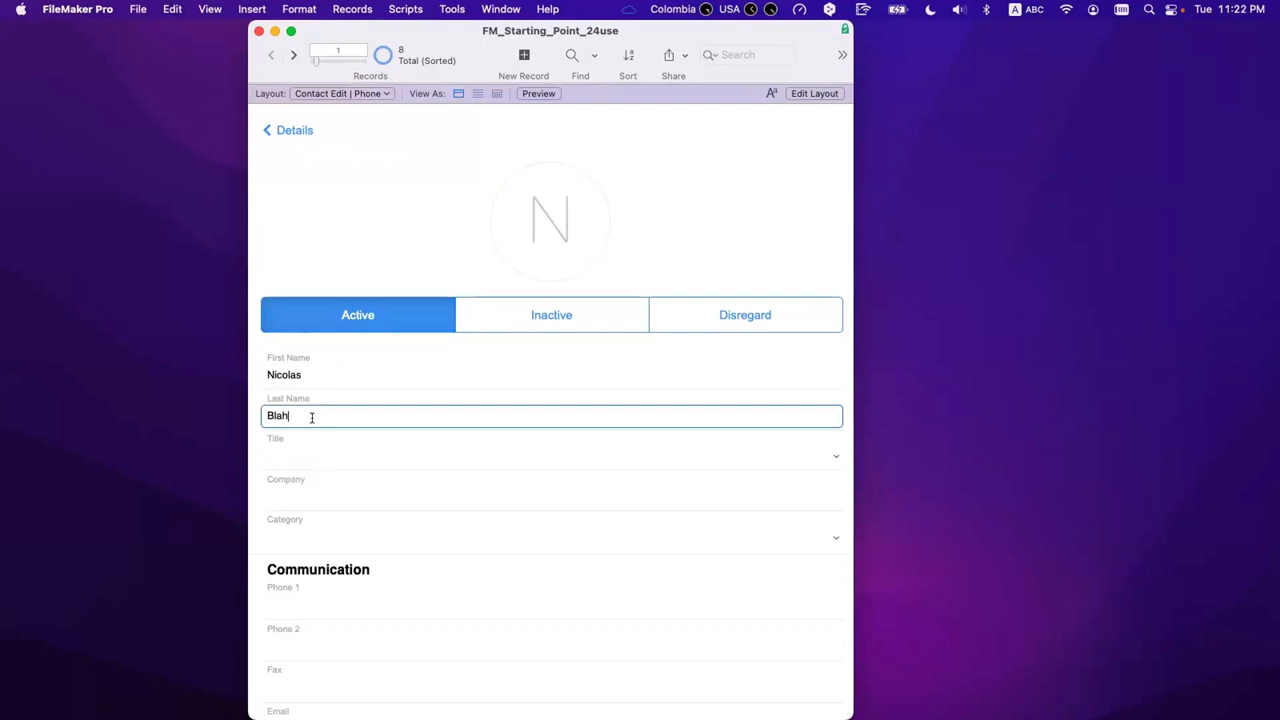 FileMaker Pro File Edit View Insert Format Records Scripts Tools Window Help Colombia USA A ABC Tue 11:22 PM
FM_Starting_Point_24use
1
8
Total (Sorted)
Search
Records New Record Find Sort Share
Layout: Contact Edit | Phone View As: Preview Aa Edit Layout
Details
N
Active Inactive Disregard
First Name
Nicolas
Last Name
Blah
Title
Company
Category
Communication
Phone 1
Phone 2
Fax
Email